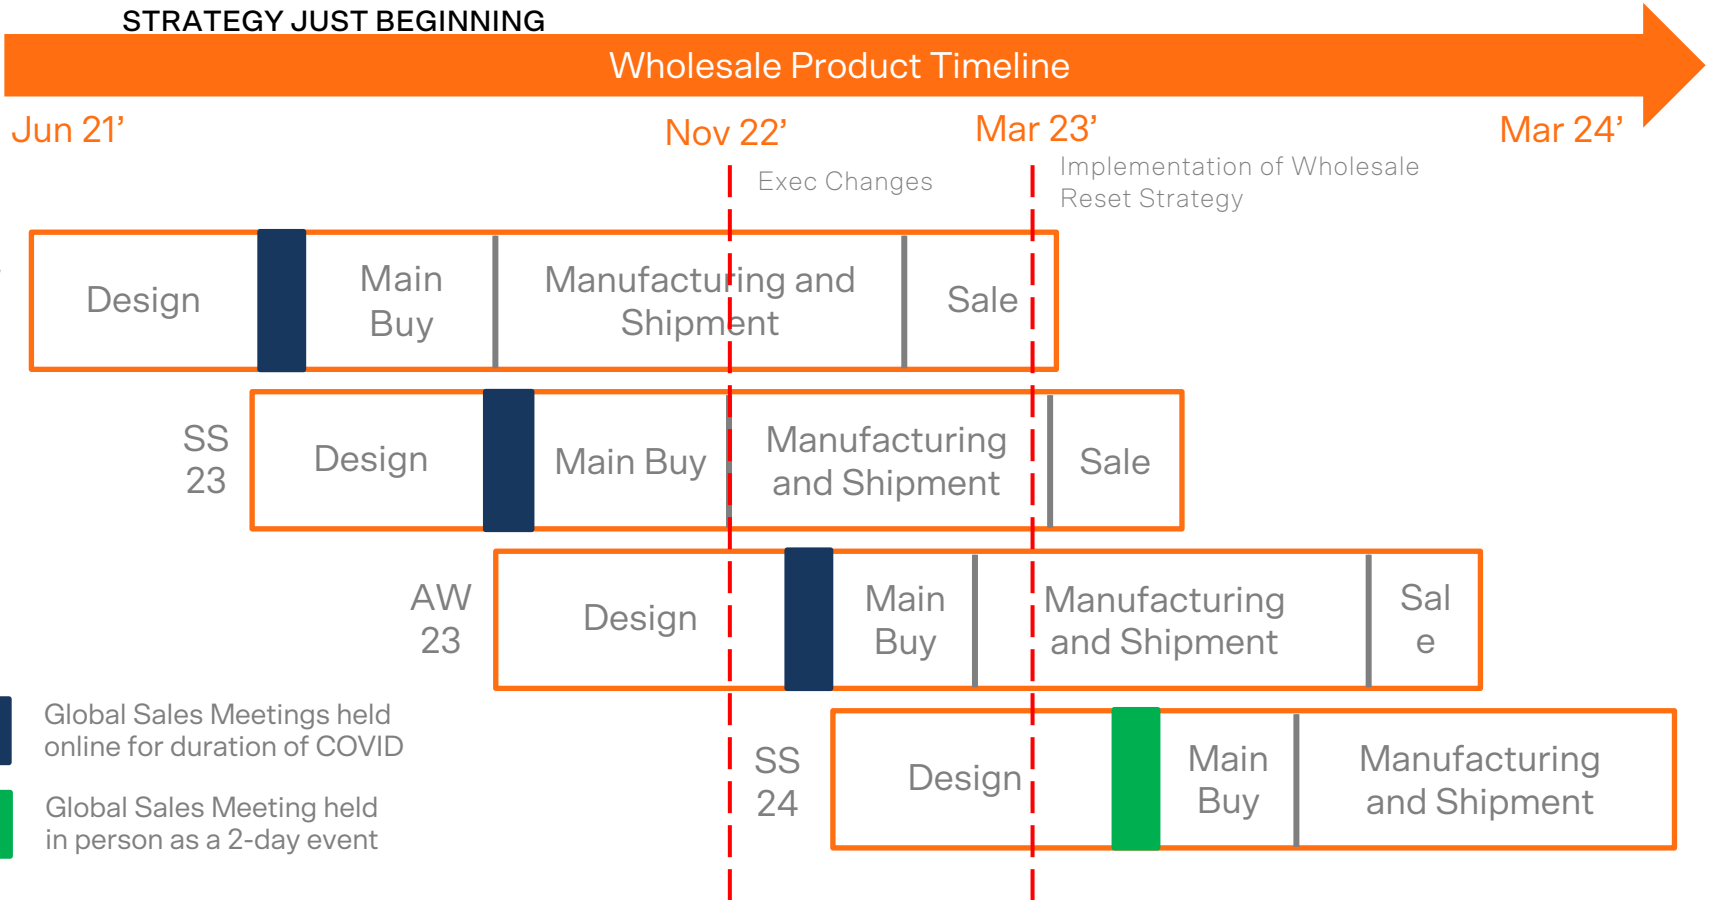 STRATEGY JUST BEGINNING
Wholesale Product Timeline
Jun 21’
Nov 22’
Mar 23’
Mar 24’
Exec Changes
Implementation of Wholesale
Reset Strategy
Design
Main
Buy
Manufacturing and
Shipment
Sale
SS
23
Design
Main Buy
Manufacturing
and Shipment
Sale
AW
23
Design
Main
Buy
Manufacturing
and Shipment
Sal
e
Global Sales Meetings held
online for duration of COVID
SS
24
Design
Main
Buy
Manufacturing
and Shipment
Global Sales Meeting held
in person as a 2-day event